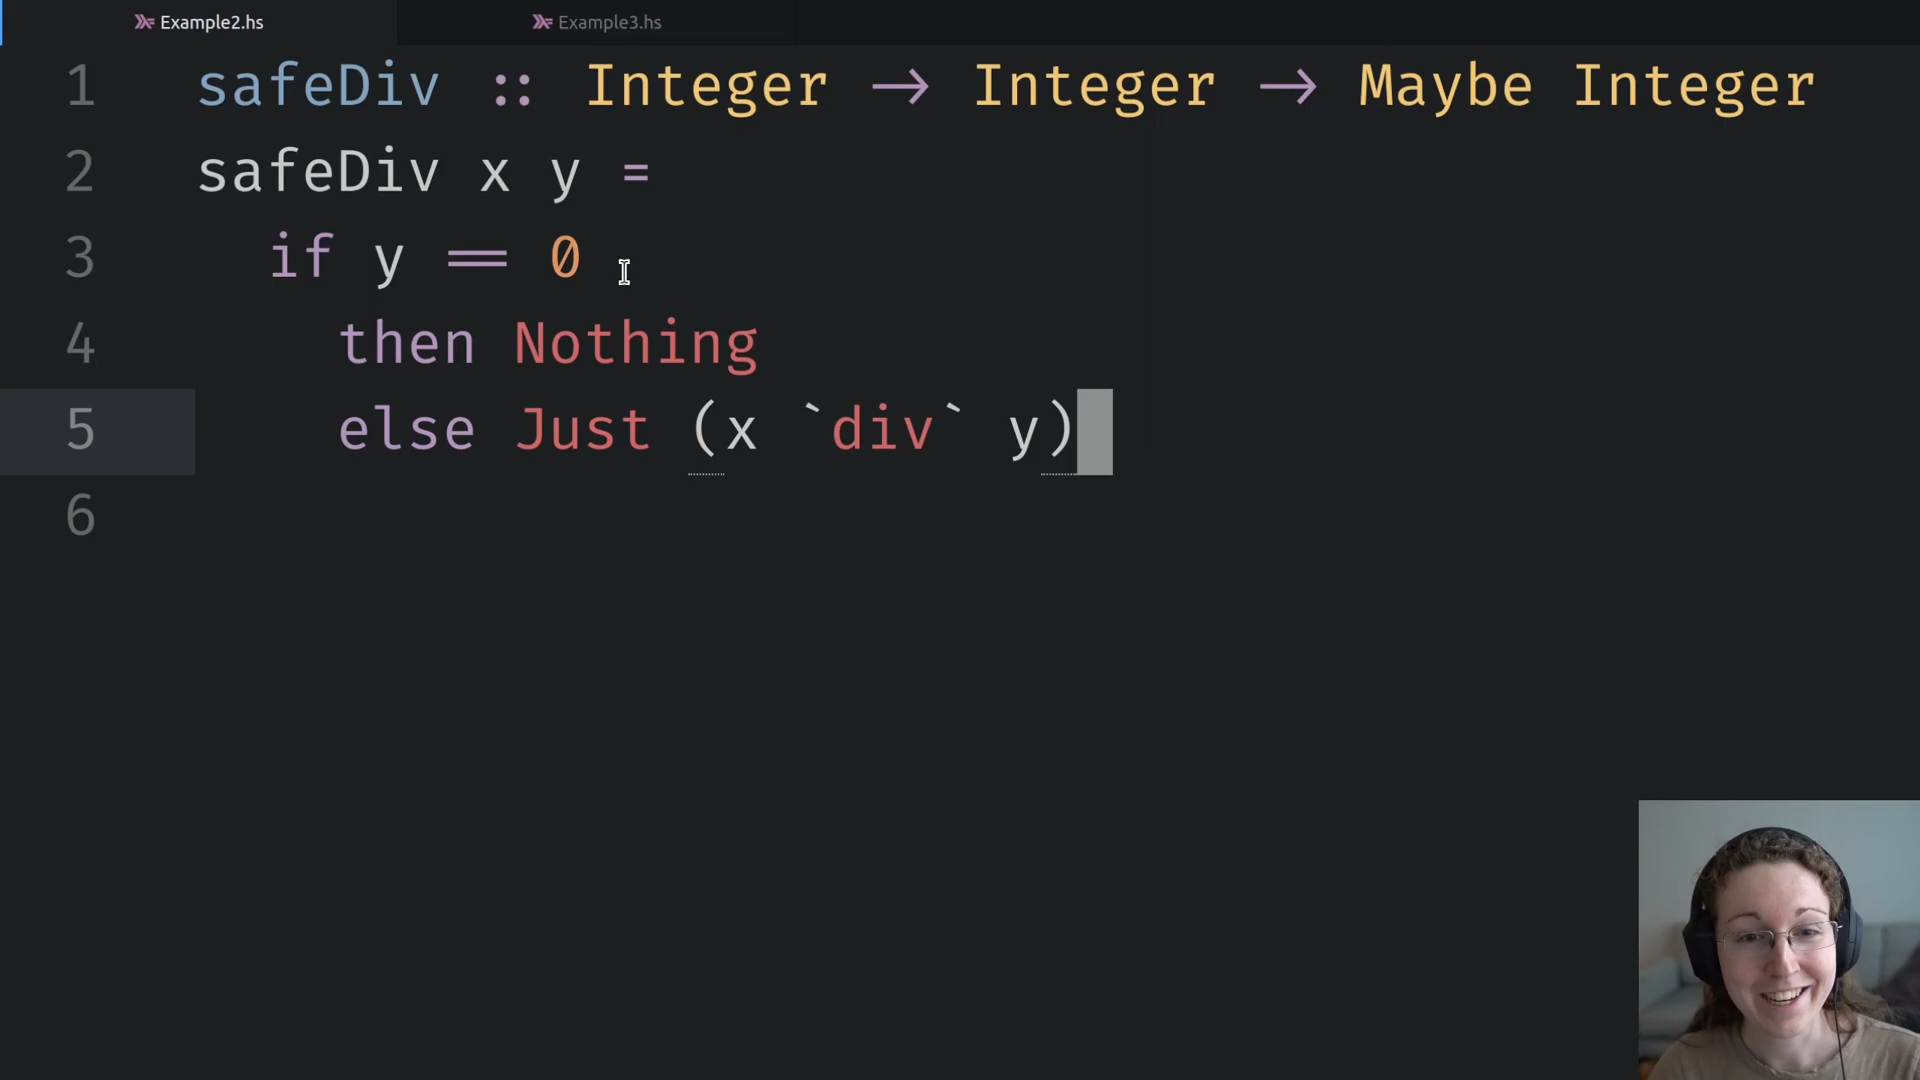 Example2.hs Example3.hs
1 safeDiv :: Integer → Integer → Maybe Integer
2 safeDiv x y =
3 if y == 0
4 then Nothing
5 else Just (x `div` y)
6